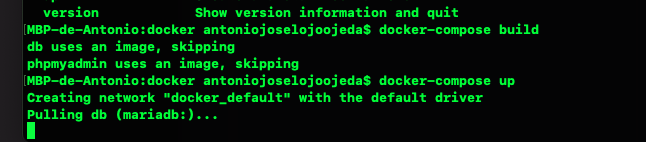 version            Show version information and quit
[MBP-de-Antonio:docker antoniojoselojoojeda$ docker-compose build
db uses an image, skipping
phpmyadmin uses an image, skipping
[MBP-de-Antonio:docker antoniojoselojoojeda$ docker-compose up
Creating network "docker_default" with the default driver
Pulling db (mariadb:)...